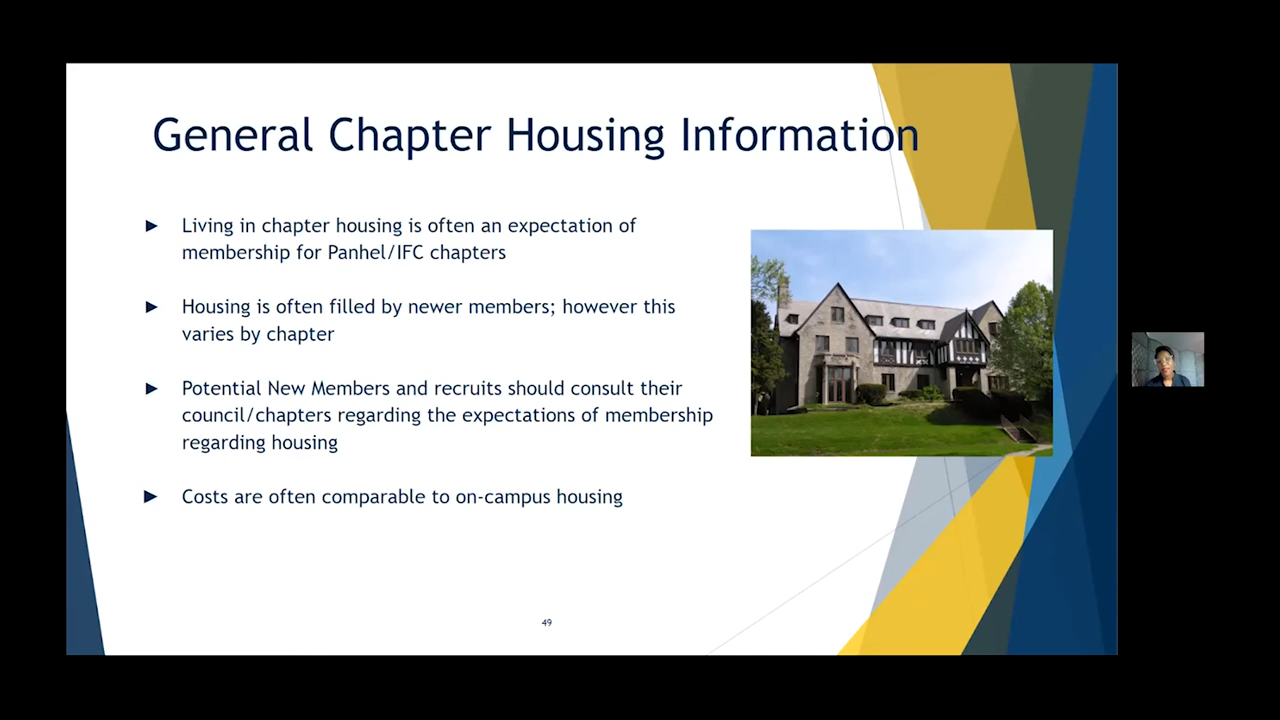 General Chapter Housing Information
► Living in chapter housing is often an expectation of
membership for Panhel/IFC chapters
► Housing is often filled by newer members; however this
varies by chapter
► Potential New Members and recruits should consult their
council/chapters regarding the expectations of membership
regarding housing
► Costs are often comparable to on-campus housing
49